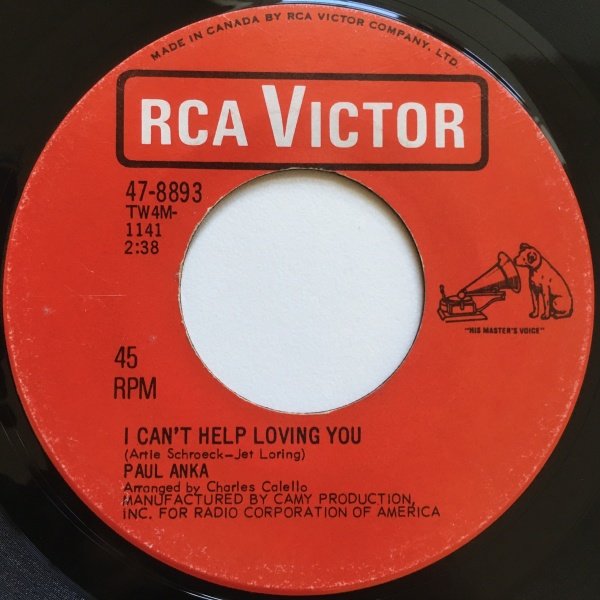 MADE IN CANADA BY RCA VICTOR COMPANY, LTD.
RCA VICTOR
47-8893
TW4M-
1141
2:38
"HIS MASTER'S VOICE"
45
RPM
I CAN'T HELP LOVING YOU
(Artie Schroeck-Jet Loring)
PAUL ANKA
Arranged by Charles Calello
MANUFACTURED BY CAMY PRODUCTION,
INC. FOR RADIO CORPORATION OF AMERICA